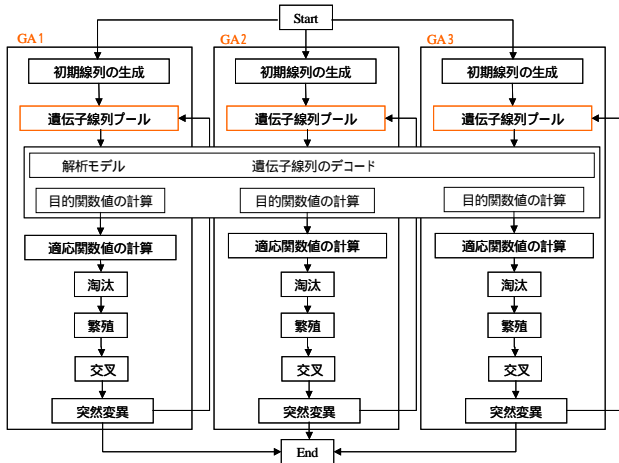 Start
GA1
GA2
GA3
初期線列の生成
初期線列の生成
初期線列の生成
遺伝子線列プール
遺伝子線列プール
遺伝子線列プール
解析モデル
遺伝子線列のデコード
目的関数値の計算
目的関数値の計算
目的関数値の計算
適応関数値の計算
適応関数値の計算
適応関数値の計算
淘汰
淘汰
淘汰
繁殖
繁殖
繁殖
交叉
交叉
交叉
突然変異
突然変異
突然変異
End